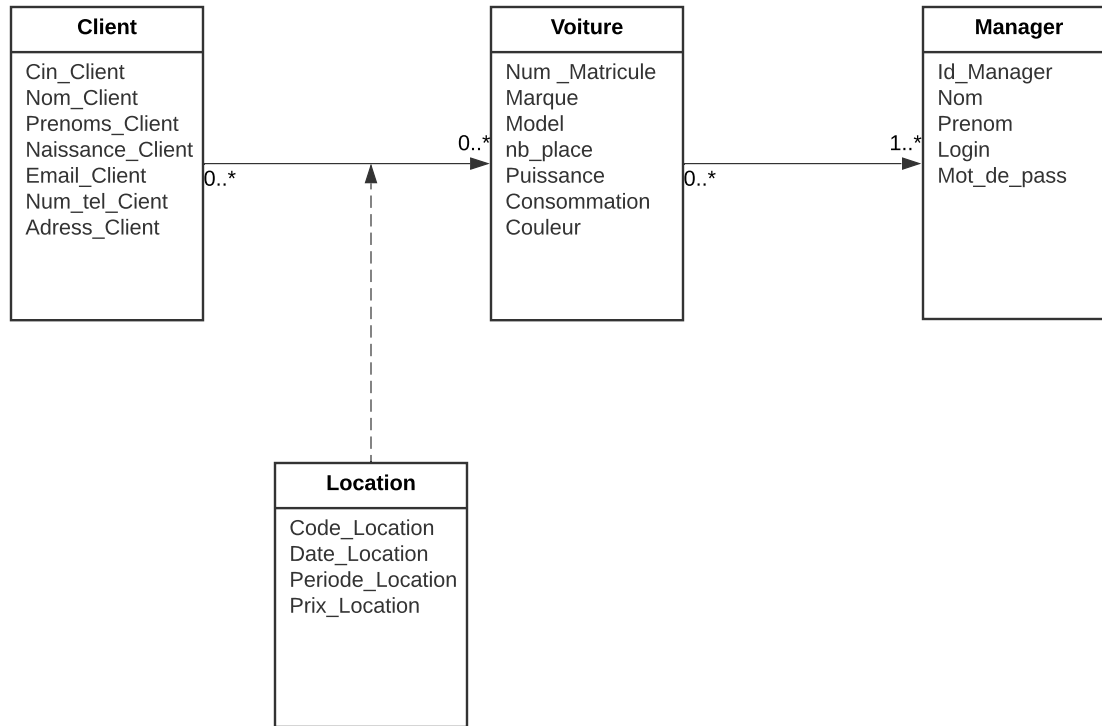 Client
Cin_Client
Nom_Client
Prenoms_Client
Naissance_Client
Email_Client
Num_tel_Cient
Adress_Client
0..*
0..*
Voiture
Num _Matricule
Marque
Model
nb_place
Puissance
Consommation
Couleur
0..*
1..*
Manager
Id_Manager
Nom
Prenom
Login
Mot_de_pass
Location
Code_Location
Date_Location
Periode_Location
Prix_Location